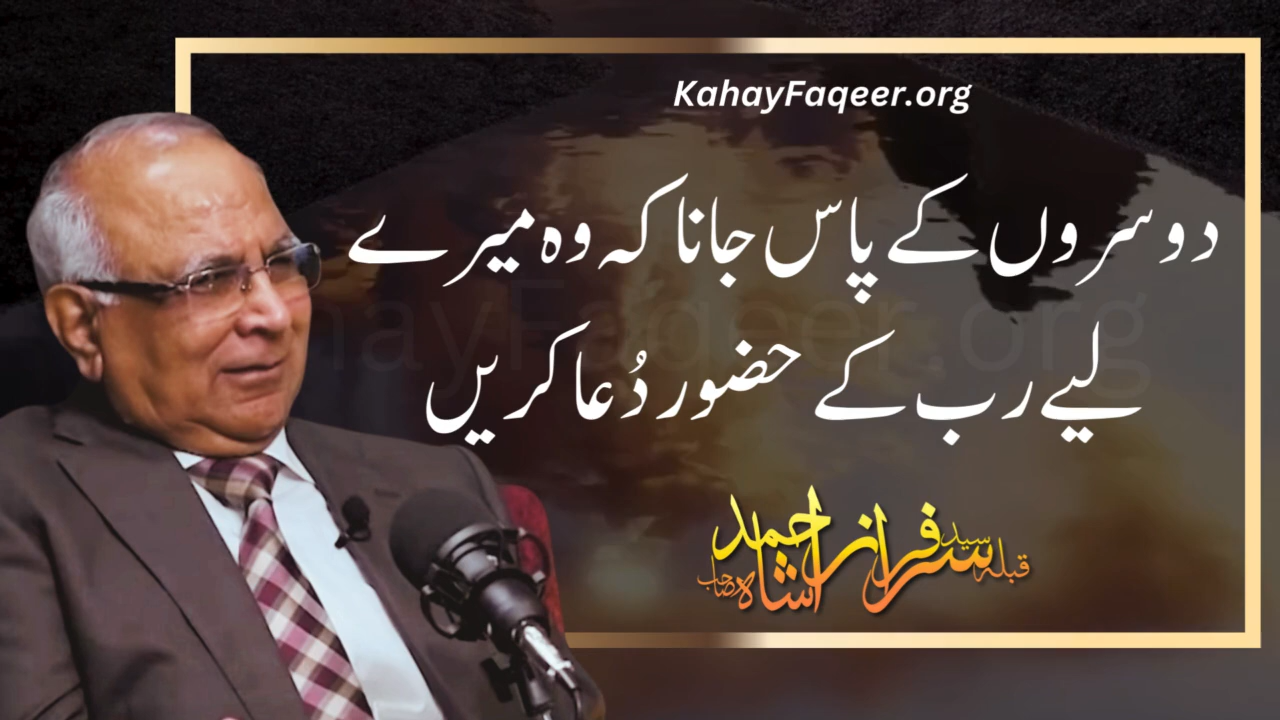 KahayFaqeer.org
دوسروں کے پاس جانا کہ وہ میرے
لیے رب کے حضور دُعا کریں
قبلہ سید سرفراز احمد شاہ صاحب